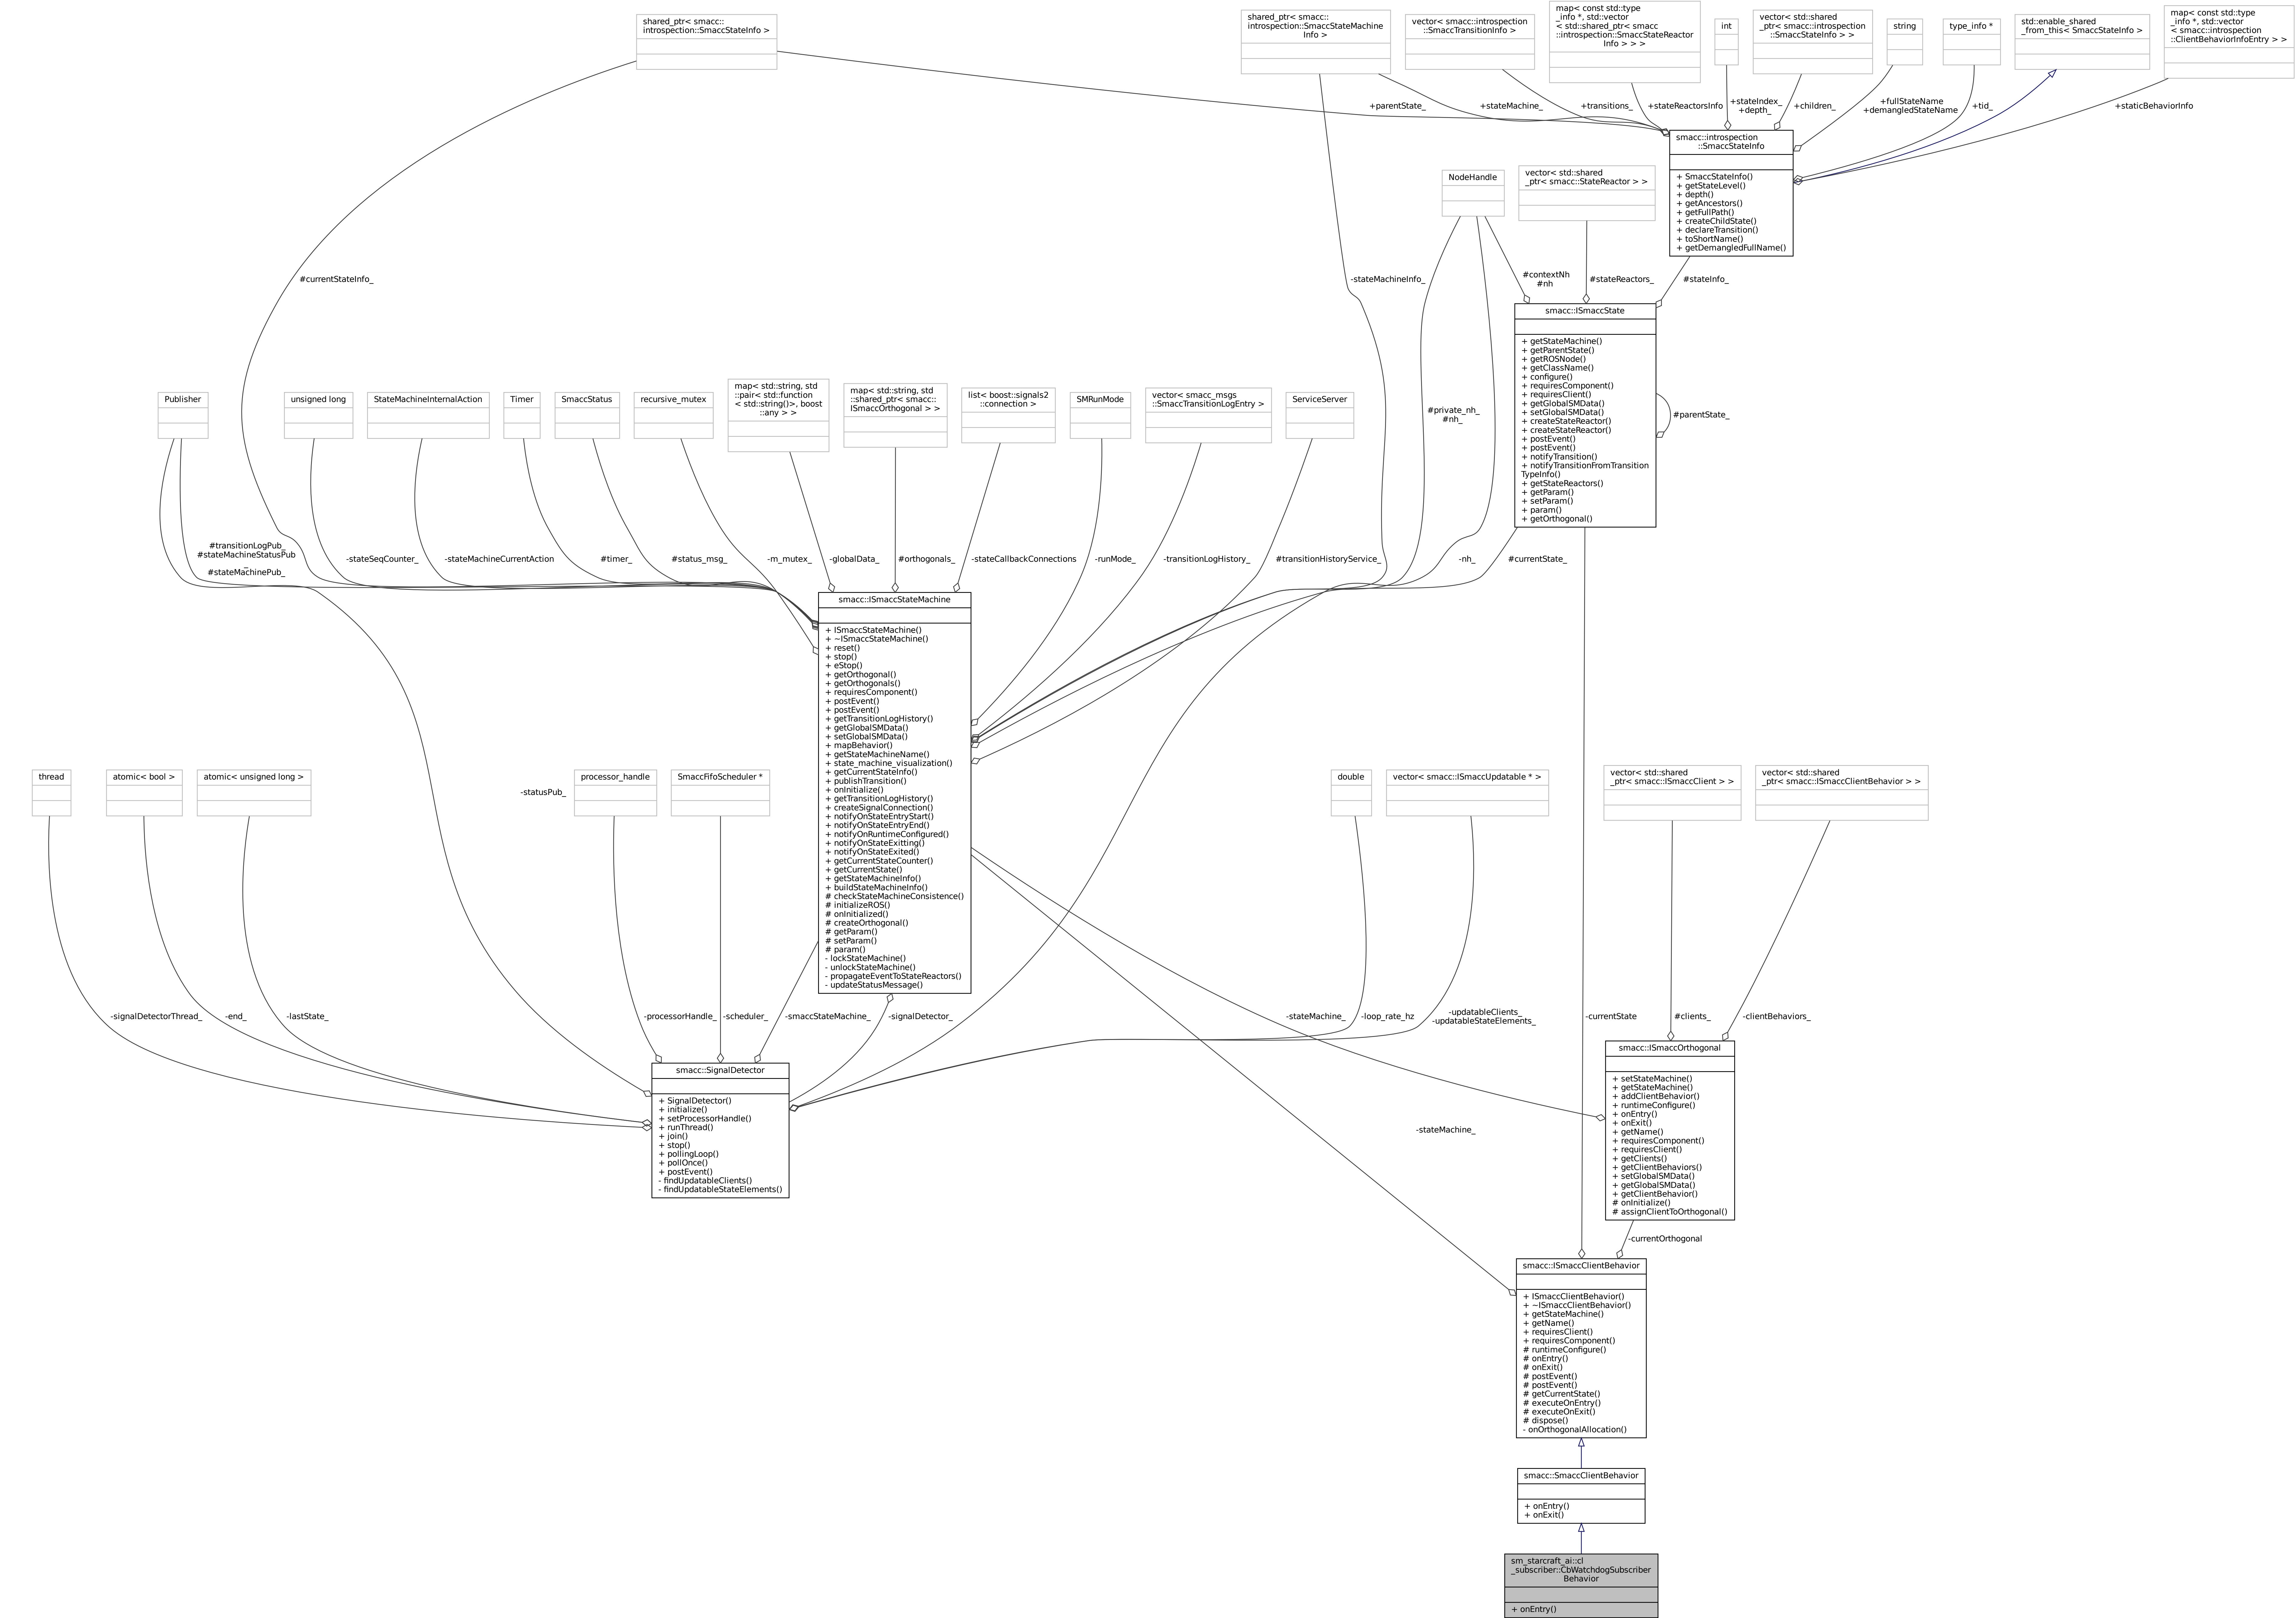 shared_ptr< smacc::
introspection::SmaccStateInfo >
shared_ptr< smacc::
introspection::SmaccStateMachine
Info >
vector< smacc::introspection
::SmaccTransitionInfo >
map< const std::type
_info *, std::vector
< std::shared_ptr< smacc
::introspection::SmaccStateReactor
Info > > >
int
vector< std::shared
_ptr< smacc::introspection
::SmaccStateInfo > >
string
type_info *
std::enable_shared
_from_this< SmaccStateInfo >
map< const std::type
_info *, std::vector
< smacc::introspection
::ClientBehaviorInfoEntry > >
+parentState_
+stateMachine_
+transitions_
+stateReactorsInfo
+stateIndex_
+depth_
+children_
+fullStateName
+demangledStateName
+tid_
+staticBehaviorInfo
smacc::introspection
::SmaccStateInfo
+ SmaccStateInfo()
+ getStateLevel()
+ depth()
+ getAncestors()
+ getFullPath()
+ createChildState()
+ declareTransition()
+ toShortName()
+ getDemangledFullName()
NodeHandle
vector< std::shared
_ptr< smacc::StateReactor > >
#currentStateInfo_
-stateMachineInfo_
#contextNh
#nh
#stateReactors_
#stateInfo_
smacc::ISmaccState
+ getStateMachine()
+ getParentState()
+ getROSNode()
+ getClassName()
+ configure()
+ requiresComponent()
+ requiresClient()
+ getGlobalSMData()
+ setGlobalSMData()
+ createStateReactor()
+ createStateReactor()
+ postEvent()
+ postEvent()
+ notifyTransition()
+ notifyTransitionFromTransition
TypeInfo()
+ getStateReactors()
+ getParam()
+ setParam()
+ param()
+ getOrthogonal()
#parentState_
#private_nh_
#nh_
Publisher
unsigned long
StateMachineInternalAction
Timer
SmaccStatus
recursive_mutex
map< std::string, std
::pair< std::function
< std::string()>, boost
::any > >
map< std::string, std
::shared_ptr< smacc::
ISmaccOrthogonal > >
list< boost::signals2
::connection >
SMRunMode
vector< smacc_msgs
::SmaccTransitionLogEntry >
ServiceServer
#transitionLogPub_
#stateMachineStatusPub
_
#stateMachinePub_
-stateSeqCounter_
-stateMachineCurrentAction
#timer_
#status_msg_
-m_mutex_
-globalData_
#orthogonals_
-stateCallbackConnections
-runMode_
-transitionLogHistory_
#transitionHistoryService_
-nh_
#currentState_
smacc::ISmaccStateMachine
+ ISmaccStateMachine()
+ ~ISmaccStateMachine()
+ reset()
+ stop()
+ eStop()
+ getOrthogonal()
+ getOrthogonals()
+ requiresComponent()
+ postEvent()
+ postEvent()
+ getTransitionLogHistory()
+ getGlobalSMData()
+ setGlobalSMData()
+ mapBehavior()
+ getStateMachineName()
+ state_machine_visualization()
+ getCurrentStateInfo()
+ publishTransition()
+ onInitialize()
+ getTransitionLogHistory()
+ createSignalConnection()
+ notifyOnStateEntryStart()
+ notifyOnStateEntryEnd()
+ notifyOnRuntimeConfigured()
+ notifyOnStateExitting()
+ notifyOnStateExited()
+ getCurrentStateCounter()
+ getCurrentState()
+ getStateMachineInfo()
+ buildStateMachineInfo()
# checkStateMachineConsistence()
# initializeROS()
# onInitialized()
# createOrthogonal()
# getParam()
# setParam()
# param()
- lockStateMachine()
- unlockStateMachine()
- propagateEventToStateReactors()
- updateStatusMessage()
thread
atomic< bool >
atomic< unsigned long >
-statusPub_
processor_handle
SmaccFifoScheduler *
double
vector< smacc::ISmaccUpdatable * >
vector< std::shared
_ptr< smacc::ISmaccClient > >
vector< std::shared
_ptr< smacc::ISmaccClientBehavior > >
-signalDetectorThread_
-end_
-lastState_
-processorHandle_
-scheduler_
-smaccStateMachine_
-signalDetector_
-stateMachine_
-loop_rate_hz
-updatableClients_
-updatableStateElements_
-currentState
#clients_
-clientBehaviors_
smacc::SignalDetector
+ SignalDetector()
+ initialize()
+ setProcessorHandle()
+ runThread()
+ join()
+ stop()
+ pollingLoop()
+ pollOnce()
+ postEvent()
- findUpdatableClients()
- findUpdatableStateElements()
smacc::ISmaccOrthogonal
+ setStateMachine()
+ getStateMachine()
+ addClientBehavior()
+ runtimeConfigure()
+ onEntry()
+ onExit()
+ getName()
+ requiresComponent()
+ requiresClient()
+ getClients()
+ getClientBehaviors()
+ setGlobalSMData()
+ getGlobalSMData()
+ getClientBehavior()
# onInitialize()
# assignClientToOrthogonal()
-stateMachine_
-currentOrthogonal
smacc::ISmaccClientBehavior
+ ISmaccClientBehavior()
+ ~ISmaccClientBehavior()
+ getStateMachine()
+ getName()
+ requiresClient()
+ requiresComponent()
# runtimeConfigure()
# onEntry()
# onExit()
# postEvent()
# postEvent()
# getCurrentState()
# executeOnEntry()
# executeOnExit()
# dispose()
- onOrthogonalAllocation()
smacc::SmaccClientBehavior
+ onEntry()
+ onExit()
sm_starcraft_ai::cl
_subscriber::CbWatchdogSubscriber
Behavior
+ onEntry()